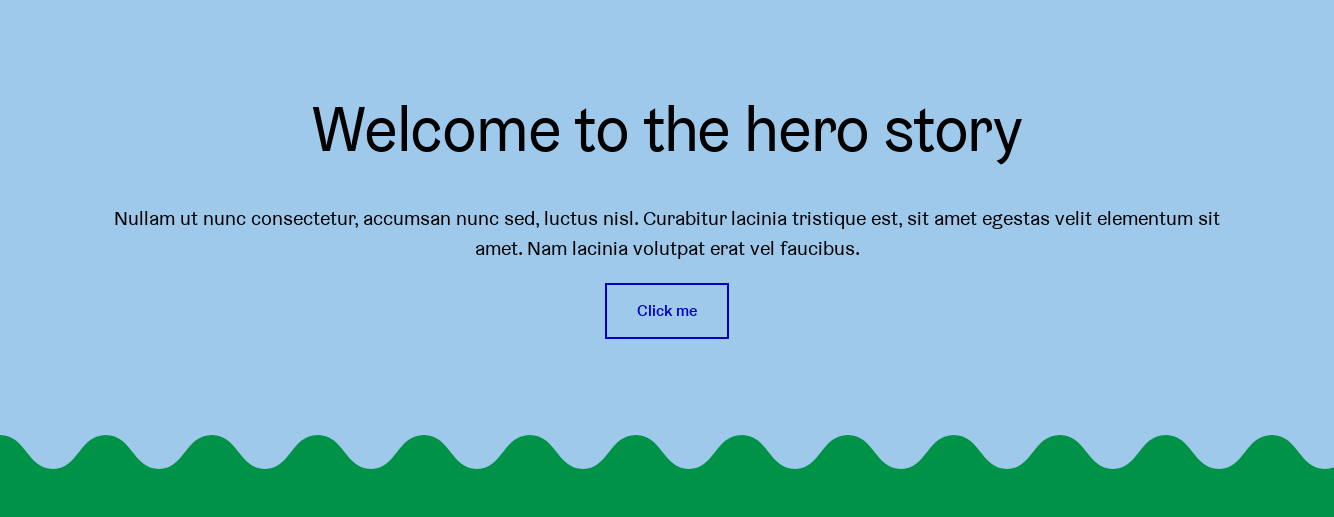 Welcome to the hero story
Nullam ut nunc consectetur, accumsan nunc sed, luctus nisl. Curabitur lacinia tristique est, sit amet egestas velit elementum sit
amet. Nam lacinia volutpat erat vel faucibus.
Click me